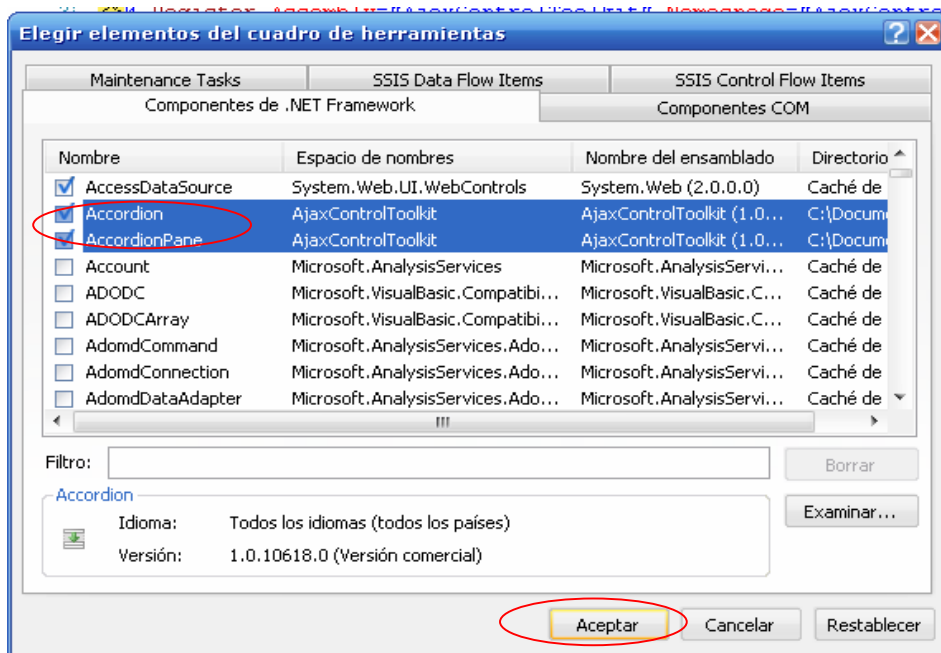 Register Assembly="AjaxControlToolkit" Namespace="AjaxContro
Elegir elementos del cuadro de herramientas
Maintenance Tasks SSIS Data Flow Items SSIS Control Flow Items
Componentes de .NET Framework Componentes COM
Nombre Espacio de nombres Nombre del ensamblado Directorio
AccessDataSource System.Web.UI.WebControls System.Web (2.0.0.0) Caché de
Accordion AjaxControlToolkit AjaxControlToolkit (1.0... C:\Docum
AccordionPane AjaxControlToolkit AjaxControlToolkit (1.0... C:\Docum
Account Microsoft.AnalysisServices Microsoft.AnalysisServi... Caché de
ADODC Microsoft.VisualBasic.Compatibi... Microsoft.VisualBasic.C... Caché de
ADODCArray Microsoft.VisualBasic.Compatibi... Microsoft.VisualBasic.C... Caché de
AdomdCommand Microsoft.AnalysisServices.Ado... Microsoft.AnalysisServi... Caché de
AdomdConnection Microsoft.AnalysisServices.Ado... Microsoft.AnalysisServi... Caché de
AdomdDataAdapter Microsoft.AnalysisServices.Ado... Microsoft.AnalysisServi... Caché de
Filtro: Borrar
Accordion
Examinar...
Idioma: Todos los idiomas (todos los países)
Versión: 1.0.10618.0 (Versión comercial)
Aceptar Cancelar Restablecer